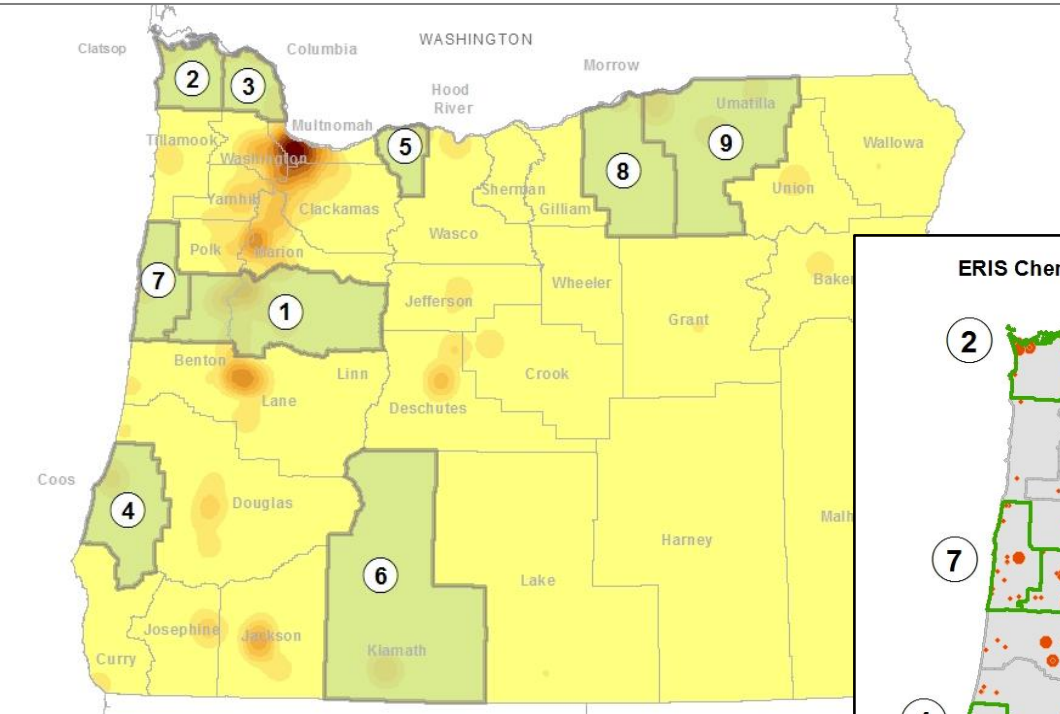 WASHINGTON
Clatsop
Columbia
Morrow
2
3
Hood
River
Umatilla
Multnomah
Tillamook
Washington
5
8
9
Wallowa
Yamhill
Clackamas
Sherman
Gilliam
Union
Polk
Marion
Wasco
7
1
Jefferson
Wheeler
Grant
Baker
Benton
Linn
Lane
Crook
Deschutes
Coos
4
Douglas
6
Harney
Malh
Lake
Josephine
Jackson
Klamath
Curry
ERIS Cher
2
7